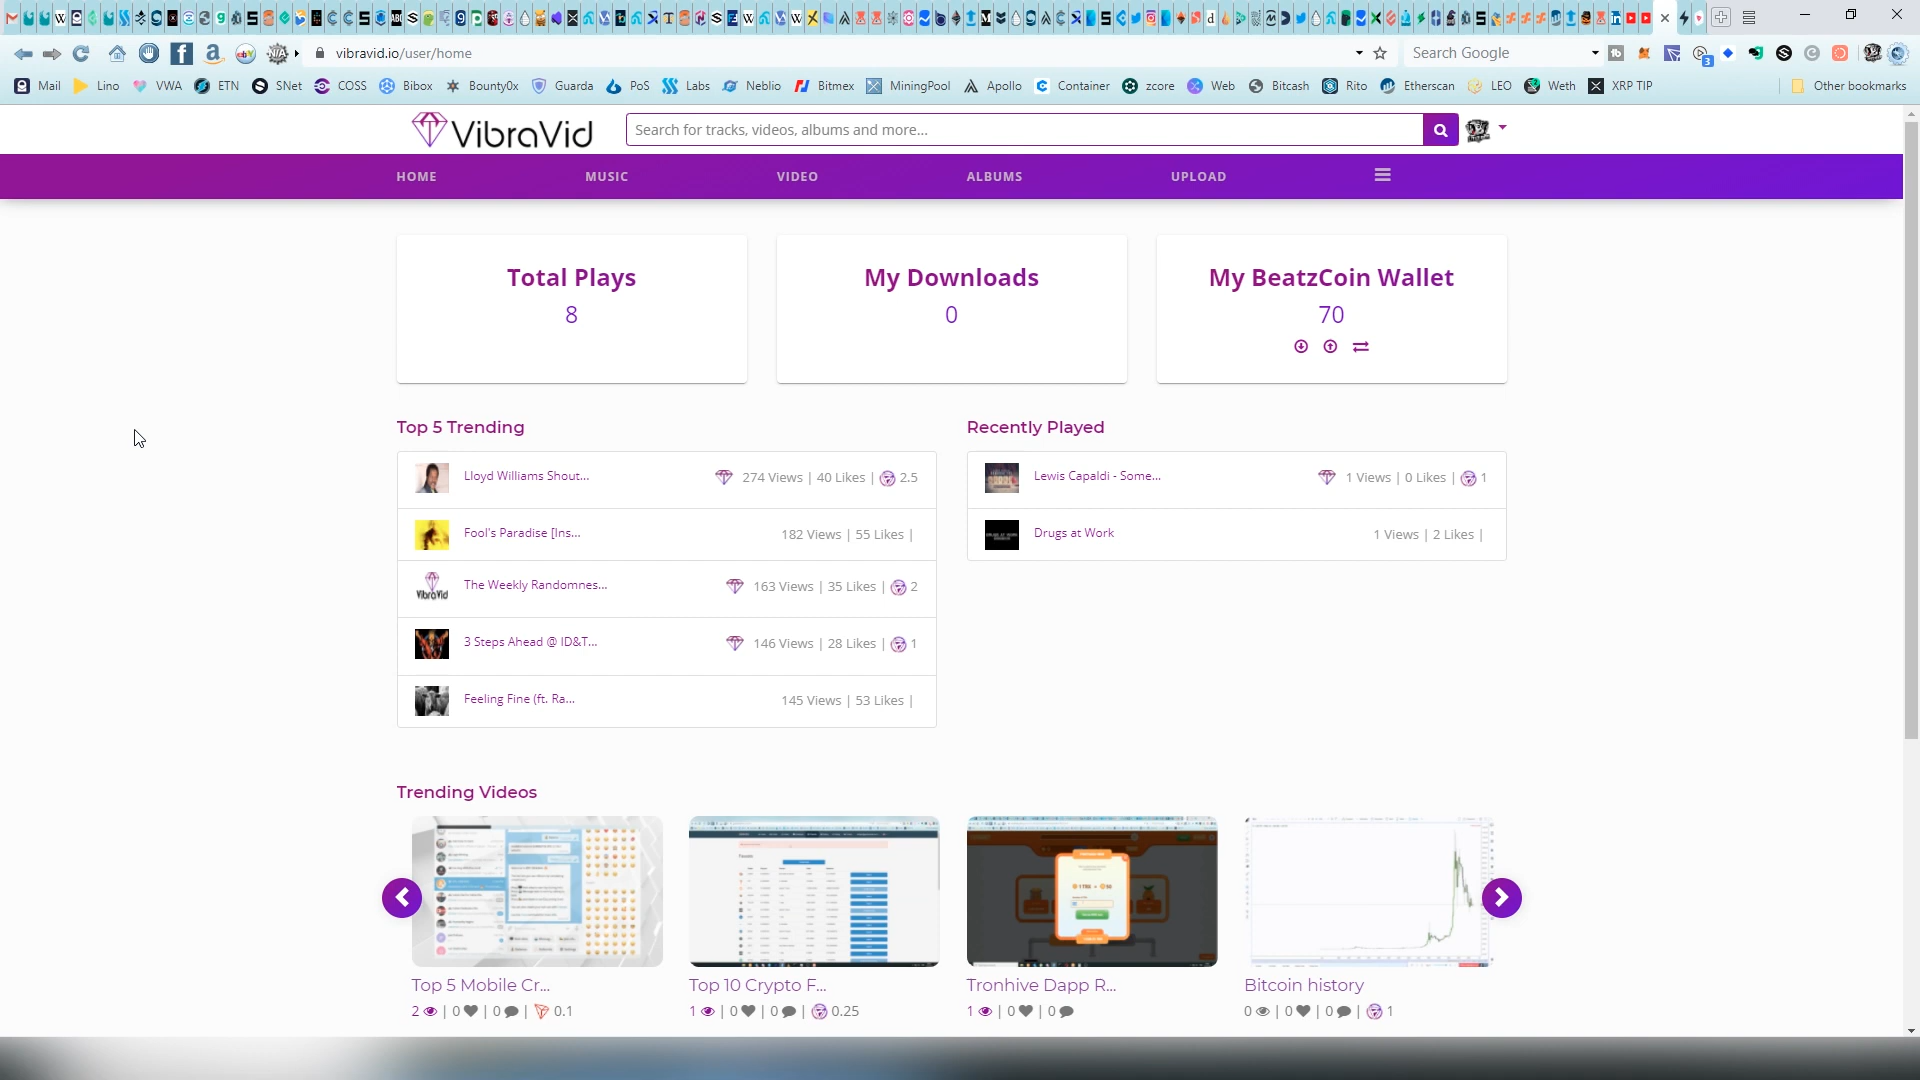 vibravid.io/user/home
Search Google
Mail
Lino
VWA
ETN
SNet
COSS
Bibox
Bounty0x
Guarda
PoS
Labs
Neblio
Bitmex
MiningPool
Apollo
Container
zcore
Web
Bitcash
Rito
Etherscan
LEO
Weth
XRP TIP
Other bookmarks
VibraVid
Search for tracks, videos, albums and more...
HOME
MUSIC
VIDEO
ALBUMS
UPLOAD
Total Plays
8
My Downloads
0
My BeatzCoin Wallet
70
Top 5 Trending
Lloyd Williams Shout...
274 Views | 40 Likes | 2.5
Fool's Paradise [Ins...
182 Views | 55 Likes |
VibraVid
The Weekly Randomnes...
163 Views | 35 Likes | 2
3 Steps Ahead @ ID&T...
146 Views | 28 Likes | 1
Feeling Fine (ft. Ra...
145 Views | 53 Likes |
Recently Played
Lewis Capaldi - Some...
1 Views | 0 Likes | 1
Drugs at Work
1 Views | 2 Likes |
Trending Videos
Top 5 Mobile Cr...
2 | 0 | 0 | 0.1
Top 10 Crypto F...
1 | 0 | 0 | 0.25
Tronhive Dapp R...
1 | 0 | 0
Bitcoin history
0 | 0 | 0 | 1